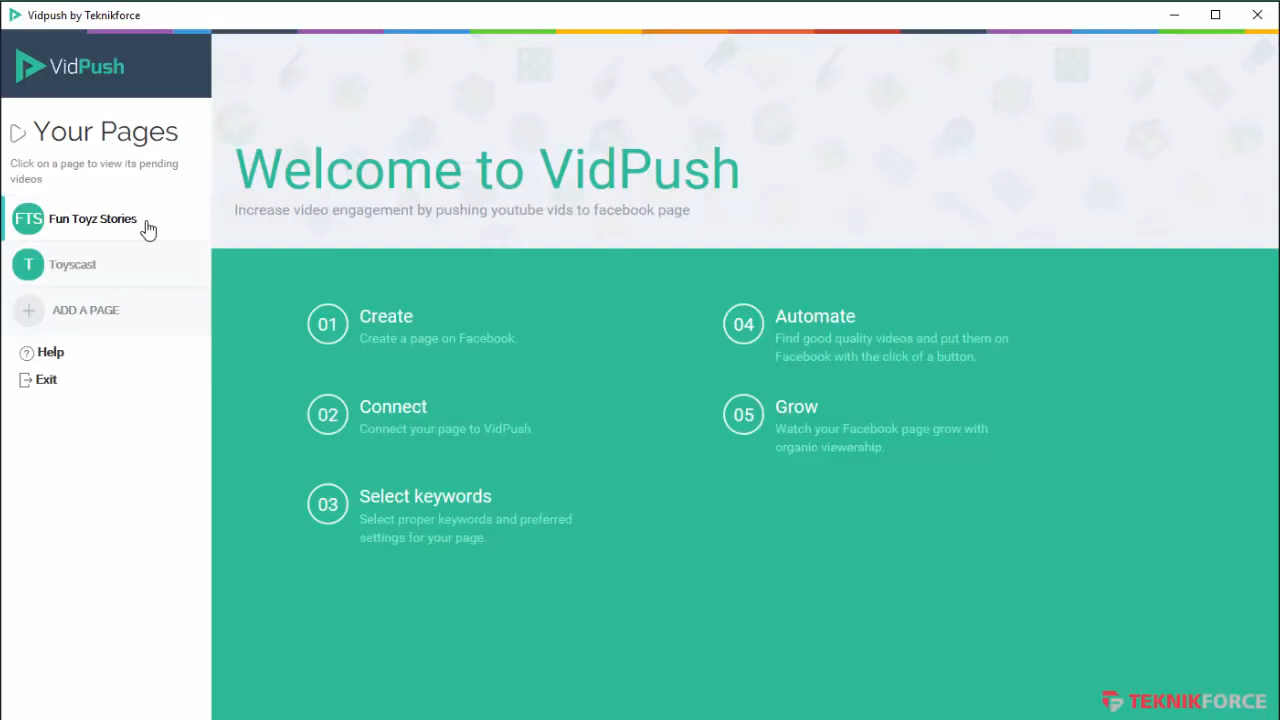 Vidpush by Teknikforce
VidPush
Your Pages
Click on a page to view its pending
videos
FTS Fun Toyz Stories
T Toyscast
ADD A PAGE
Help
Exit
Welcome to VidPush
Increase video engagement by pushing youtube vids to facebook page
01 Create
Create a page on Facebook.
02 Connect
Connect your page to VidPush
03 Select keywords
Select proper keywords and preferred
settings for your page.
04 Automate
Find good quality videos and put them on
Facebook with the click of a button.
05 Grow
Watch your Facebook page grow with
organic viewership.
TEKNIKFORCE